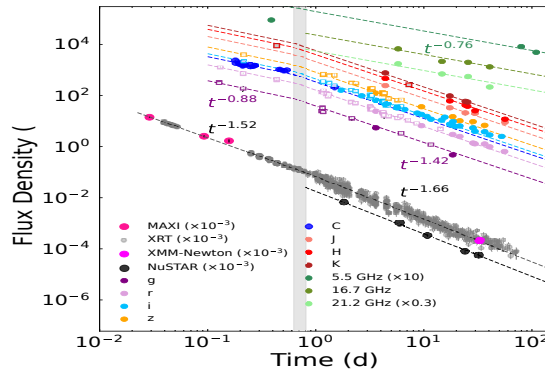 Flux Density (
10^4
10^2
10^0
10^{-2}
10^{-4}
10^{-6}
t^{-0.76}
t^{-0.88}
t^{-1.52}
t^{-1.42}
t^{-1.66}
MAXI (×10^{-3})
XRT (×10^{-3})
XMM-Newton (×10^{-3})
NuSTAR (×10^{-3})
g
r
i
z
C
J
H
K
5.5 GHz (×10)
16.7 GHz
21.2 GHz (×0.3)
10^{-2}
10^{-1}
10^0
10^1
10^2
Time (d)